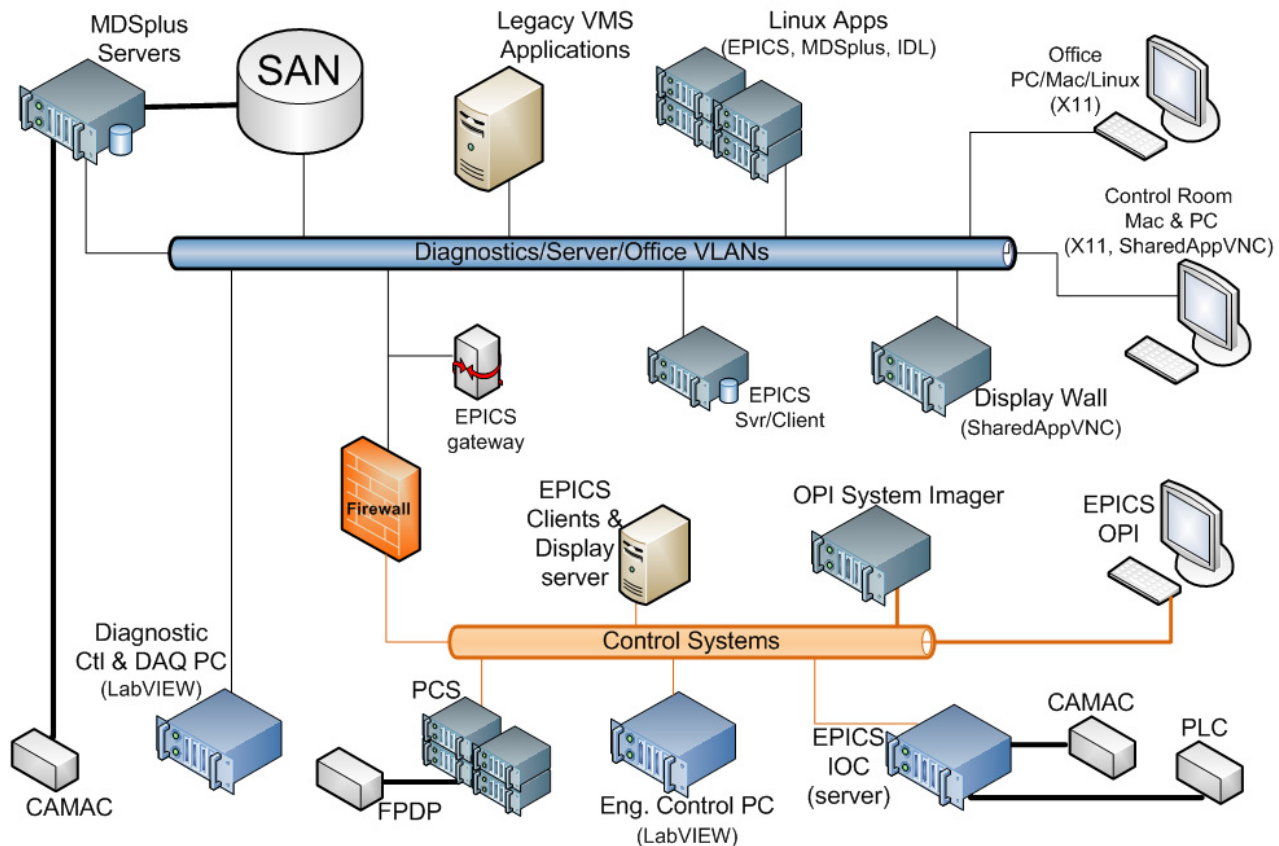 MDSplus
Servers
SAN
Legacy VMS
Applications
Linux Apps
(EPICS, MDSplus, IDL)
Office
PC/Mac/Linux
(X11)
Control Room
Mac & PC
(X11, SharedAppVNC)
Diagnostics/Server/Office VLANs
EPICS
gateway
EPICS
Svr/Client
Display Wall
(SharedAppVNC)
Firewall
EPICS
Clients &
Display
server
OPI System Imager
EPICS
OPI
Control Systems
Diagnostic
Ctl & DAQ PC
(LabVIEW)
PCS
CAMAC
PLC
EPICS
IOC
(server)
CAMAC
FPDP
Eng. Control PC
(LabVIEW)